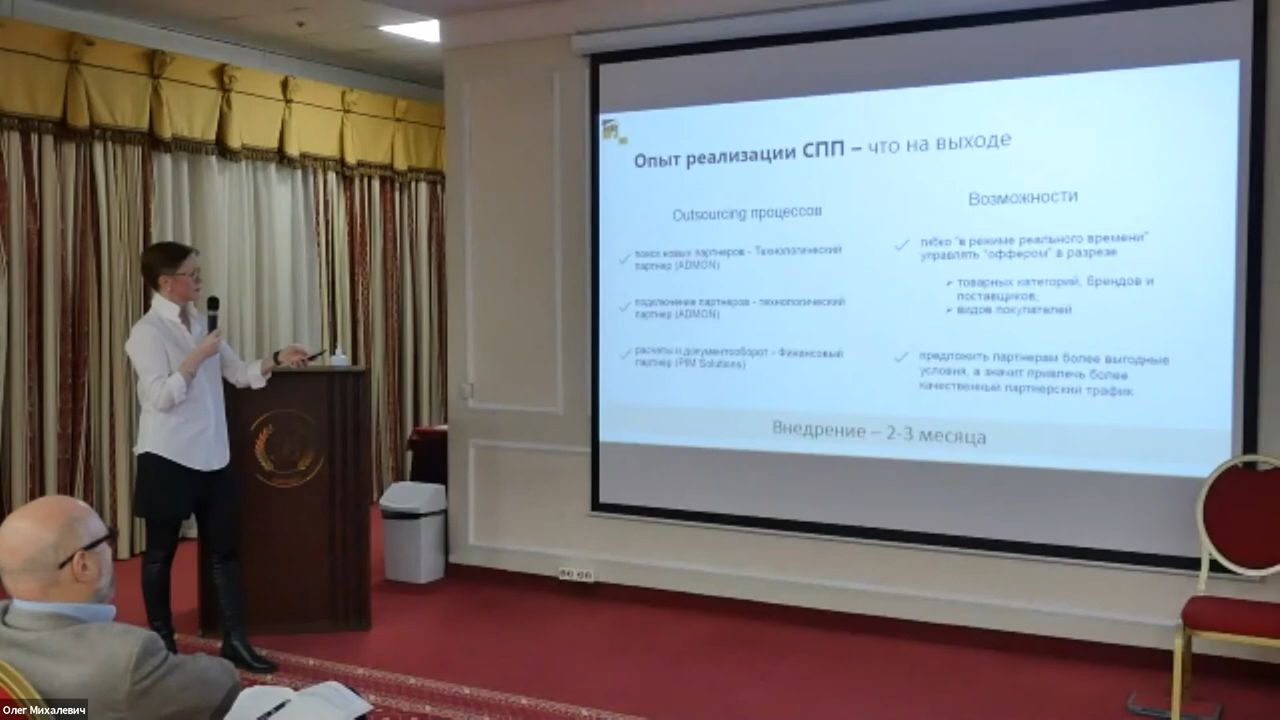 Опыт реализации СПП – что на выходе
Outsourcing процессов
поиск новых партнеров - Технологический
партнер (ADMON)
подключение партнеров - технологический
партнер (ADMON)
расчеты и документооборот - Финансовый
партнер (PIM Solutions)
Возможности
гибко "в режиме реального времени"
управлять "оффером" в разрезе
товарных категорий, брендов и
поставщиков,
видов покупателей
предложить партнерам более выгодные
условия, а значит привлечь более
качественный партнерский трафик
Внедрение – 2-3 месяца
Олег Михалевич